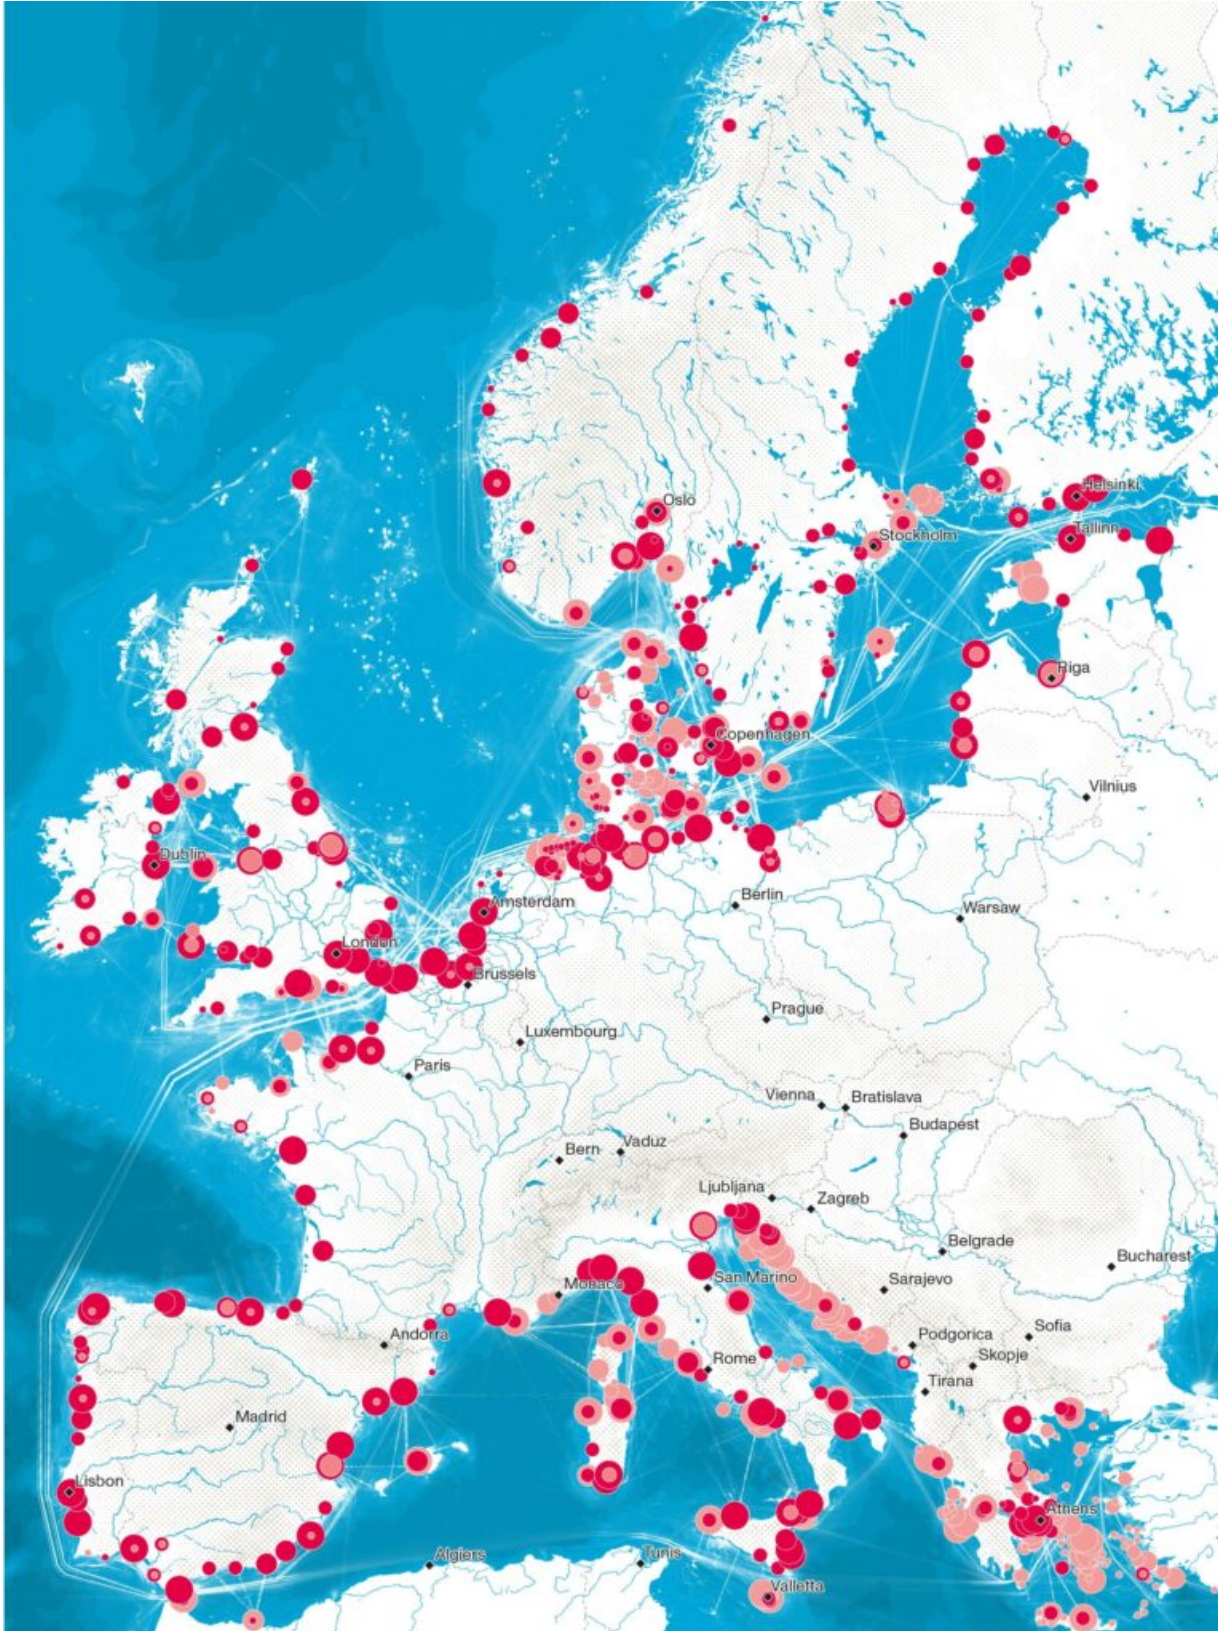 Oslo
Helsinki
Tallinn
Stockholm
Riga
Copenhagen
Vilnius
Dublin
Berlin
Amsterdam
Warsaw
London
Brussels
Prague
Luxembourg
Paris
Vienna
Bratislava
Budapest
Bern
Vaduz
Ljubljana
Zagreb
Belgrade
Bucharest
Monaco
San Marino
Sarajevo
Andorra
Podgorica
Sofia
Skopje
Rome
Tirana
Madrid
Lisbon
Athens
Algiers
Tunis
Valletta